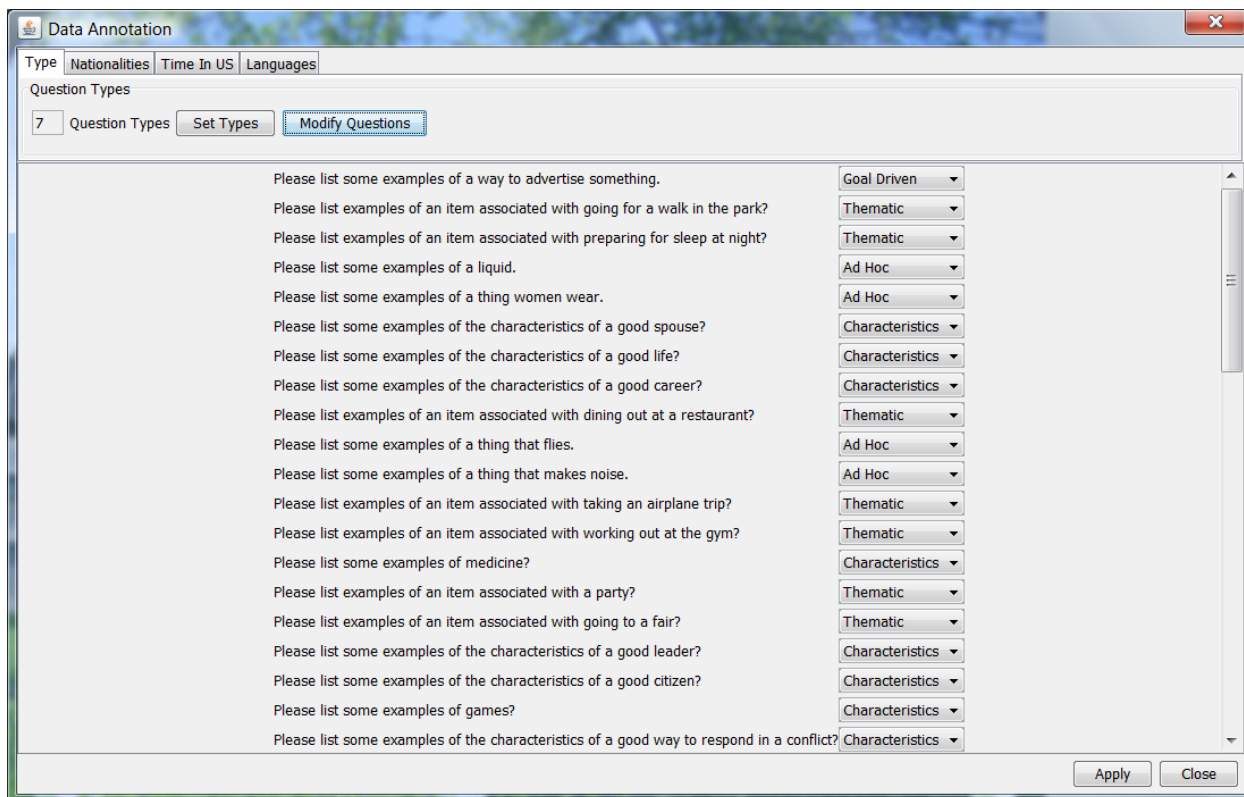 Data Annotation
Type Nationalities Time In US Languages
Question Types
7 Question Types Set Types Modify Questions
Please list some examples of a way to advertise something. Goal Driven
Please list examples of an item associated with going for a walk in the park? Thematic
Please list examples of an item associated with preparing for sleep at night? Thematic
Please list some examples of a liquid. Ad Hoc
Please list some examples of a thing women wear. Ad Hoc
Please list some examples of the characteristics of a good spouse? Characteristics
Please list some examples of the characteristics of a good life? Characteristics
Please list some examples of the characteristics of a good career? Characteristics
Please list examples of an item associated with dining out at a restaurant? Thematic
Please list some examples of a thing that flies. Ad Hoc
Please list some examples of a thing that makes noise. Ad Hoc
Please list examples of an item associated with taking an airplane trip? Thematic
Please list examples of an item associated with working out at the gym? Thematic
Please list some examples of medicine? Characteristics
Please list examples of an item associated with a party? Thematic
Please list examples of an item associated with going to a fair? Thematic
Please list some examples of the characteristics of a good leader? Characteristics
Please list some examples of the characteristics of a good citizen? Characteristics
Please list some examples of games? Characteristics
Please list some examples of the characteristics of a good way to respond in a conflict? Characteristics
Apply Close